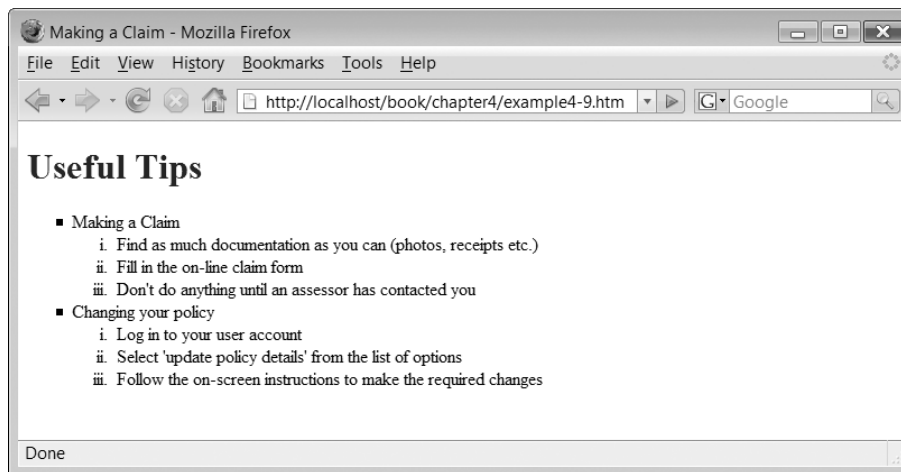 Making a Claim - Mozilla Firefox
File Edit View History Bookmarks Tools Help
http://localhost/book/chapter4/example4-9.htm G Google
Useful Tips
Making a Claim
i. Find as much documentation as you can (photos, receipts etc.)
ii. Fill in the on-line claim form
iii. Don't do anything until an assessor has contacted you
Changing your policy
i. Log in to your user account
ii. Select 'update policy details' from the list of options
iii. Follow the on-screen instructions to make the required changes
Done